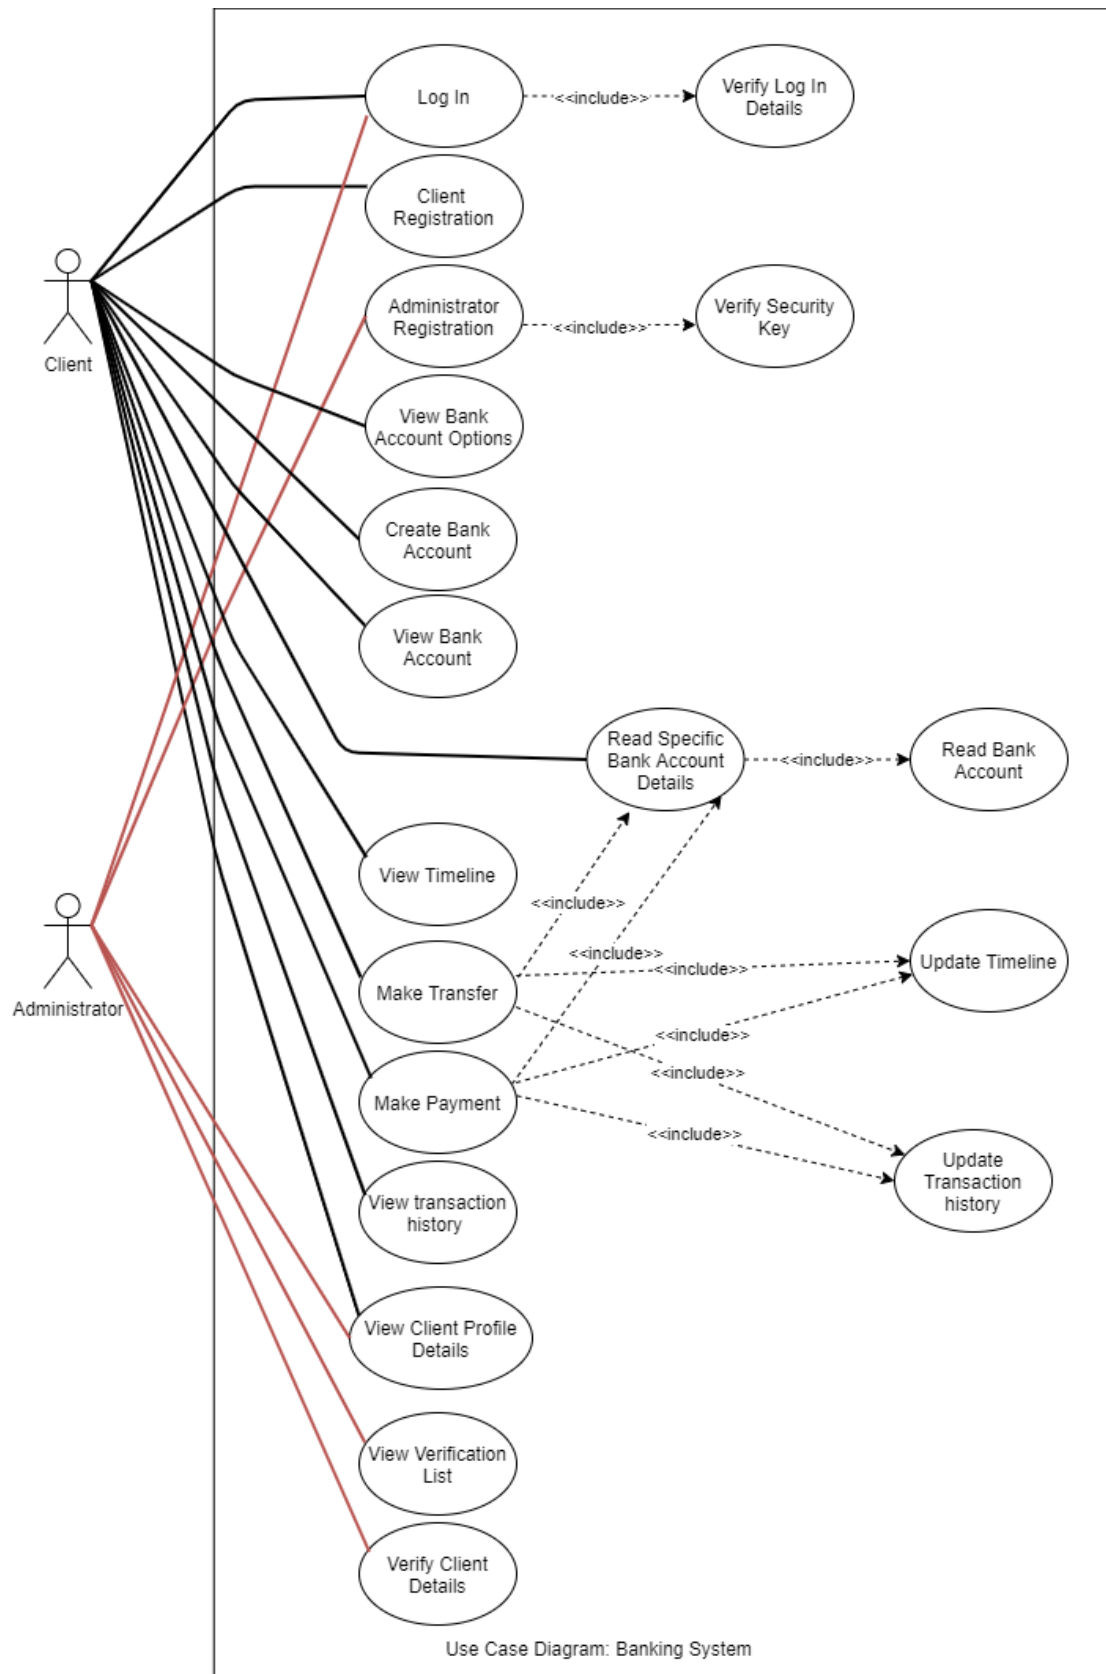 Log In
<<include>>
Verify Log In
Details
Client
Registration
Client
Administrator
Registration
<<include>>
Verify Security
Key
View Bank
Account Options
Create Bank
Account
View Bank
Account
Read Specific
Bank Account
Details
<<include>>
Read Bank
Account
View Timeline
<<include>>
Administrator
Make Transfer
<<include>>
<<include>>
Update Timeline
<<include>>
<<include>>
Make Payment
<<include>>
Update
Transaction
history
View transaction
history
View Client Profile
Details
View Verification
List
Verify Client
Details
Use Case Diagram: Banking System